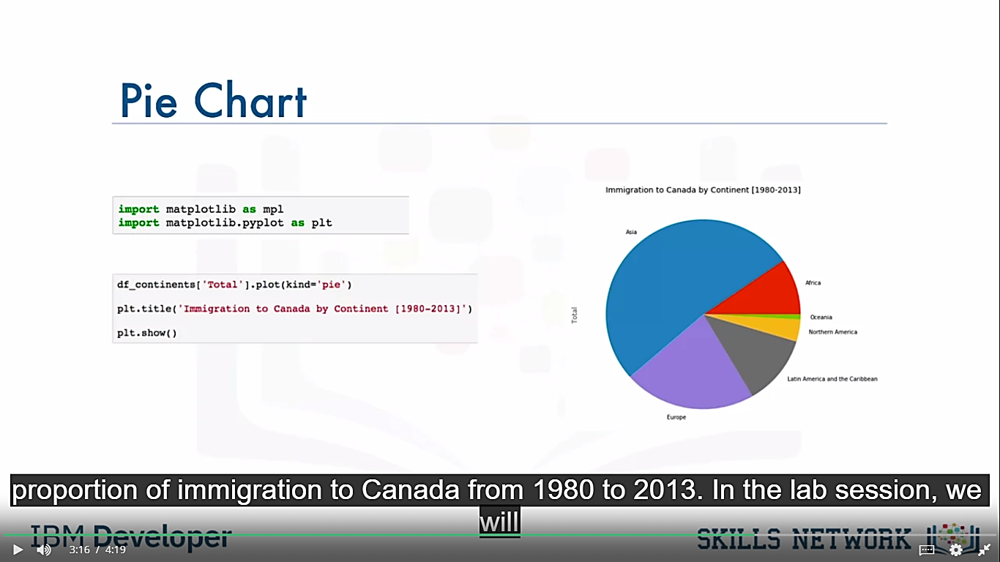 Pie Chart
import matplotlib as mpl
import matplotlib.pyplot as plt
df_continents['Total'].plot(kind='pie')
plt.title('Immigration to Canada by Continent [1980-2013]')
plt.show()
Immigration to Canada by Continent [1980-2013]
Asia
Africa
Total
Oceania
Northern America
Latin America and the Caribbean
Europe
proportion of immigration to Canada from 1980 to 2013. In the lab session, we
will
IBM Developer
SKILLS NETWORK
3:16 / 4:19